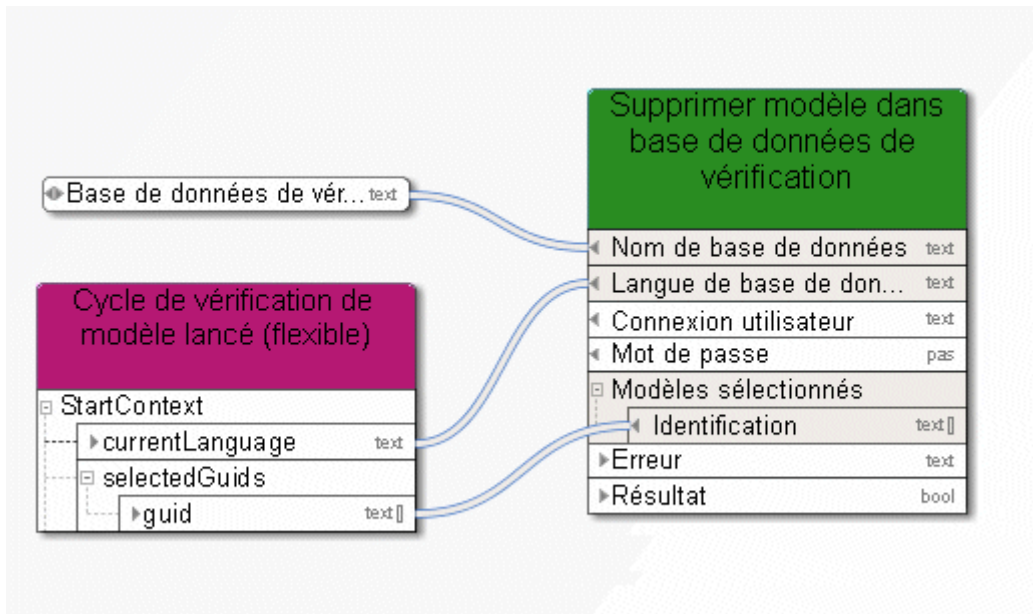 Base de données de vér... text
Cycle de vérification de
modèle lancé (flexible)
StartContext
currentLanguage text
selectedGuids
guid text[]
Supprimer modèle dans
base de données de
vérification
Nom de base de données text
Langue de base de don... text
Connexion utilisateur text
Mot de passe pas
Modèles sélectionnés
Identification text[]
Erreur text
Résultat bool